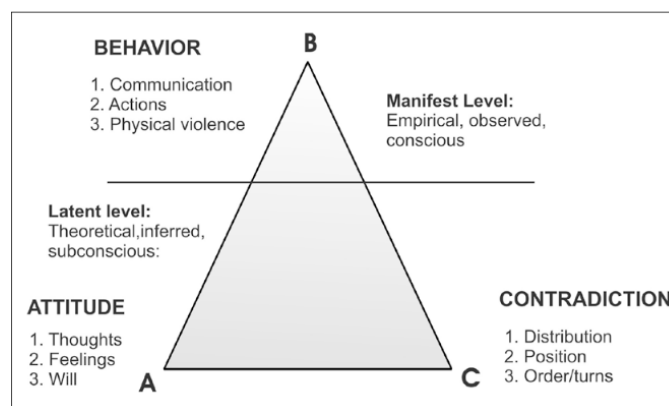 BEHAVIOR
1. Communication
2. Actions
3. Physical violence
B
Manifest Level:
Empirical, observed,
conscious
Latent level:
Theoretical,inferred,
subconscious:
ATTITUDE
1. Thoughts
2. Feelings
3. Will
A
CONTRADICTION
1. Distribution
2. Position
3. Order/turns
C